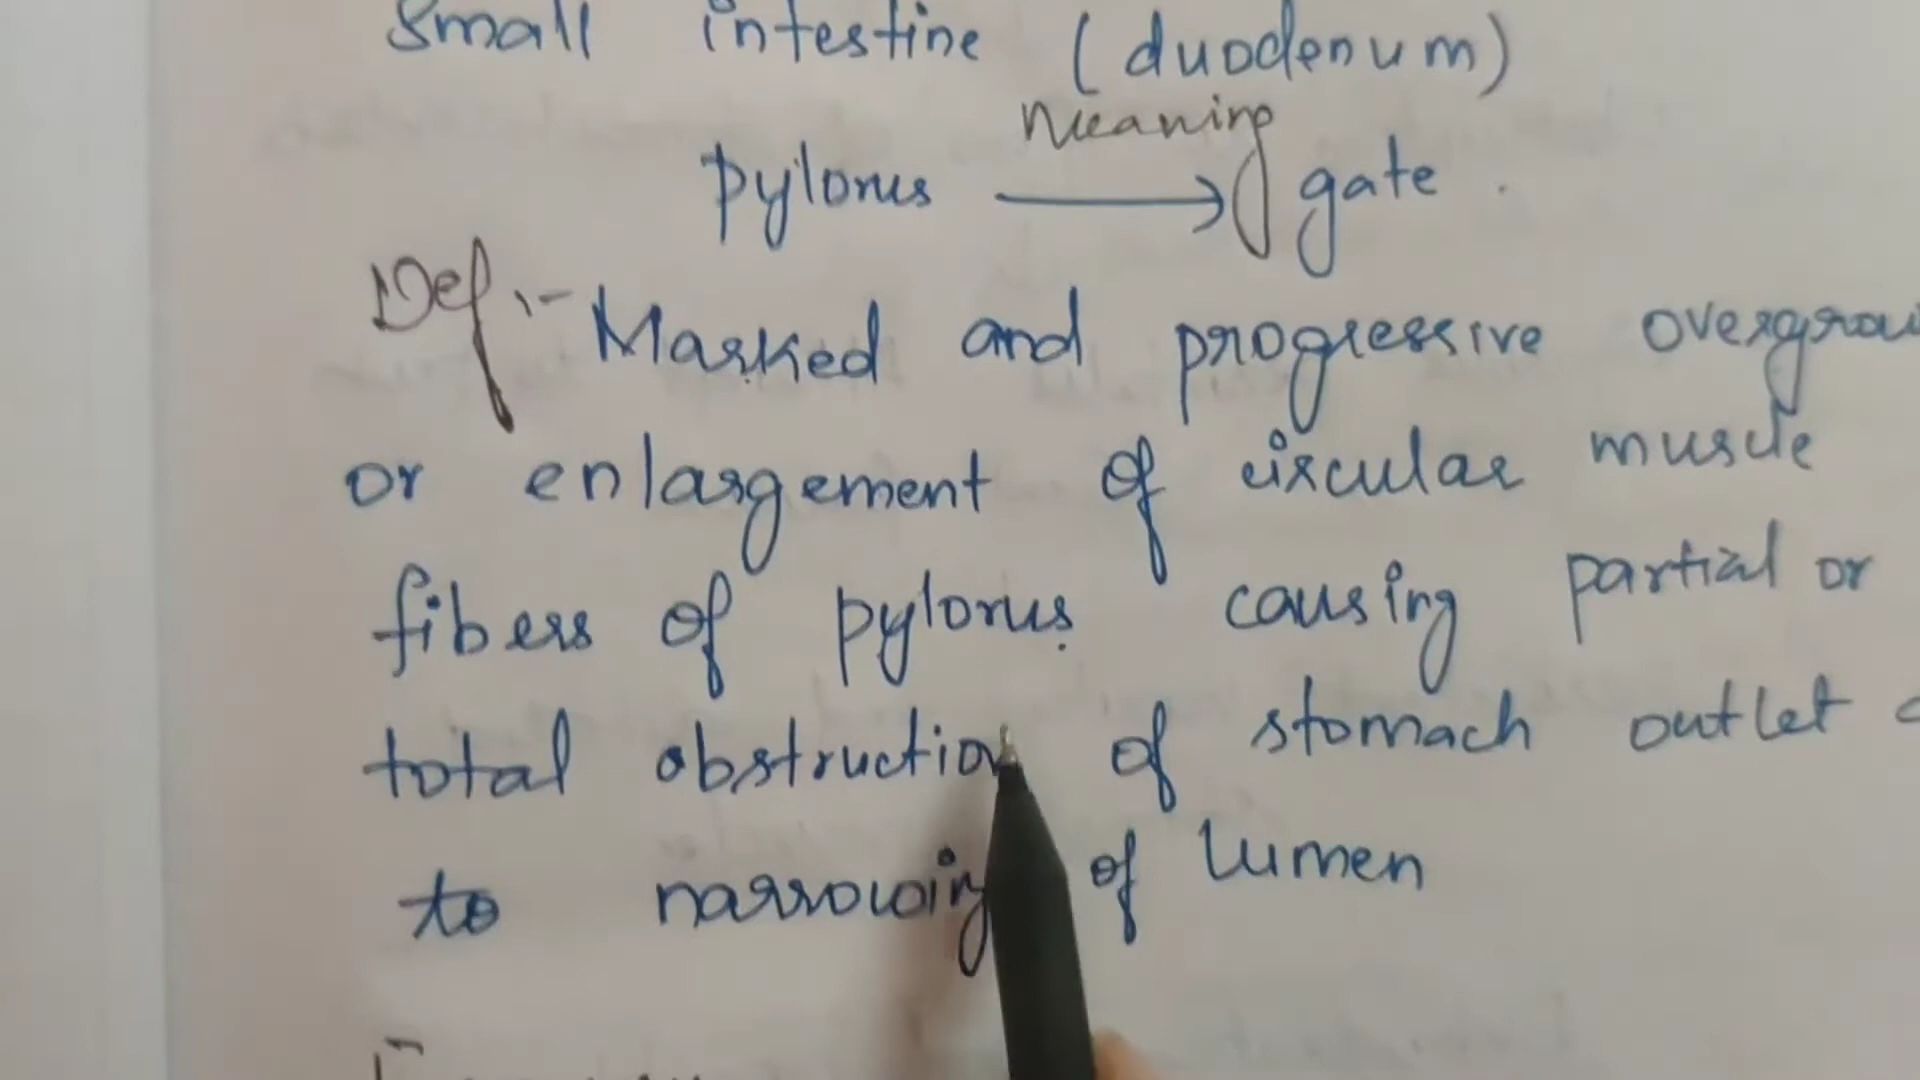 Small intestine (duodenum)
meaning
Pylorus → gate.
Def:- Marked and progressive
or enlargement of circular muscle
fibers of pylorus causing partial or
total obstruction of stomach outlet
to narrowing of lumen